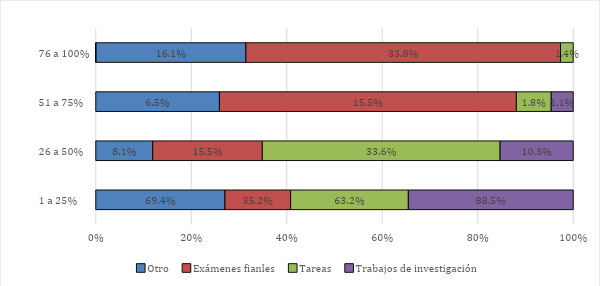 76 a 100% 16.1% 33.8% 1.4%
51 a 75% 6.5% 15.5% 1.8% 1.1%
26 a 50% 8.1% 15.5% 33.6% 10.3%
1 a 25% 69.4% 35.2% 63.2% 88.5%
0% 20% 40% 60% 80% 100%
Otro Exámenes fianles Tareas Trabajos de investigación